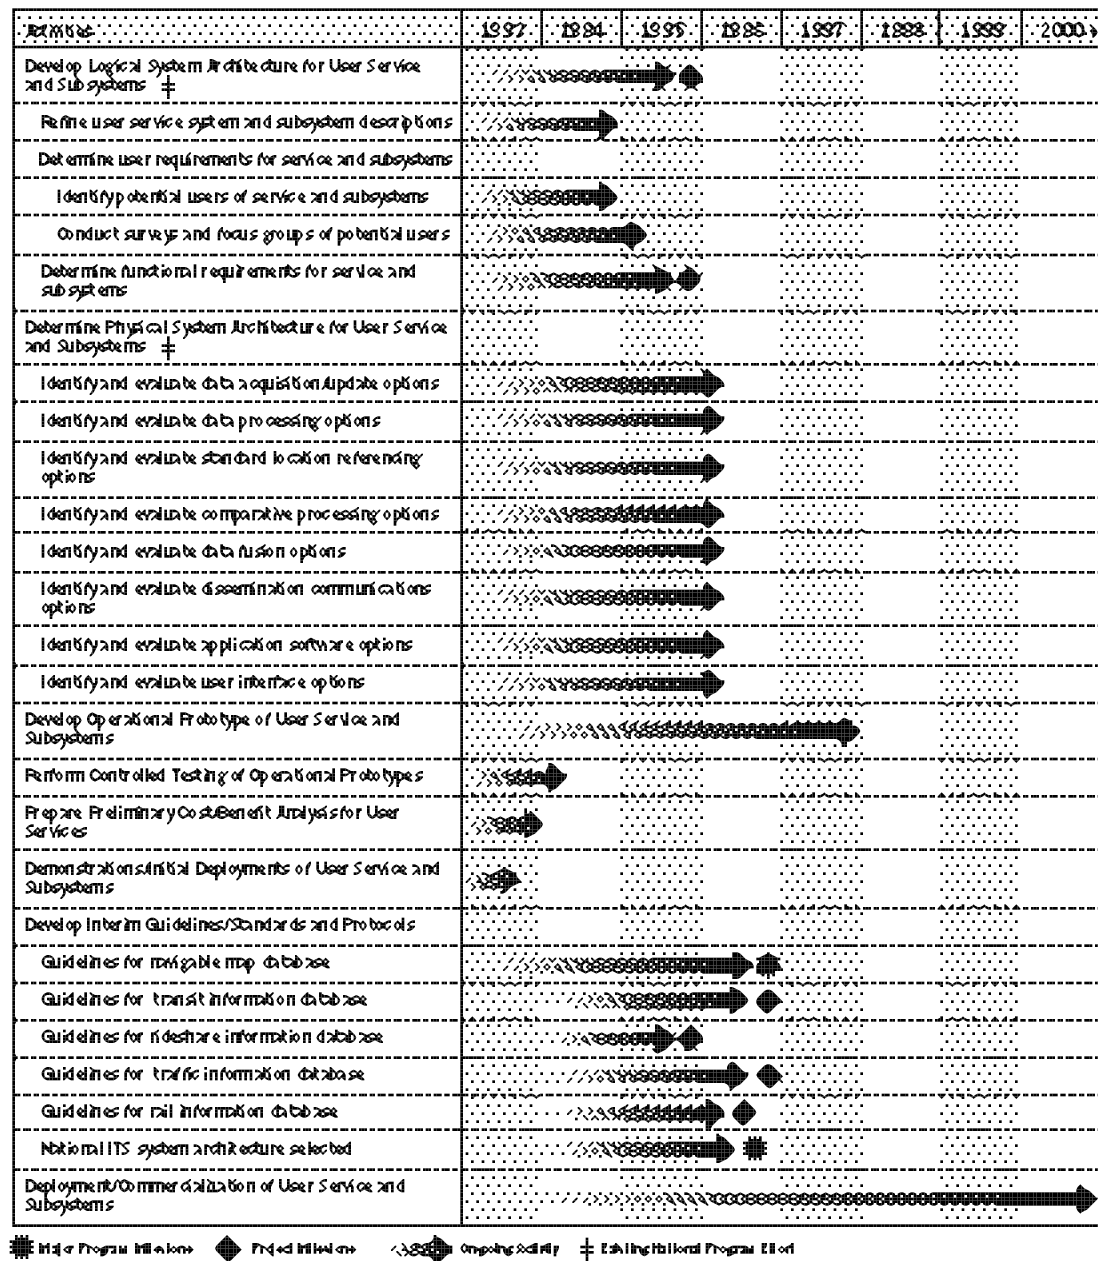 Activities 1993 1994 1995 1996 1997 1998 1999 2000
Develop Logical System Architecture for User Service
and Subsystems ‡
Refine user service system and subsystem descriptions
Determine user requirements for service and subsystems
Identify potential users of service and subsystems
Conduct surveys and focus groups of potential users
Determine functional requirements for service and
subsystems
Determine Physical System Architecture for User Service
and Subsystems ‡
Identify and evaluate data acquisition/update options
Identify and evaluate data processing options
Identify and evaluate standard location referencing
options
Identify and evaluate comparative processing options
Identify and evaluate data fusion options
Identify and evaluate dissemination communications
options
Identify and evaluate application software options
Identify and evaluate user interface options
Develop Operational Prototype of User Service and
Subsystems
Perform Controlled Testing of Operational Prototypes
Prepare Preliminary Cost/Benefit Analysis for User
Services
Demonstrations/Initial Deployments of User Service and
Subsystems
Develop Interim Guidelines/Standards and Protocols
Guidelines for navigable map database
Guidelines for transit information database
Guidelines for rideshare information database
Guidelines for traffic information database
Guidelines for rail information database
National ITS system architecture selected
Deployment/Commercialization of User Service and
Subsystems
Major Program Milestone Project Milestone Ongoing Activity ‡ Existing National Program Effort